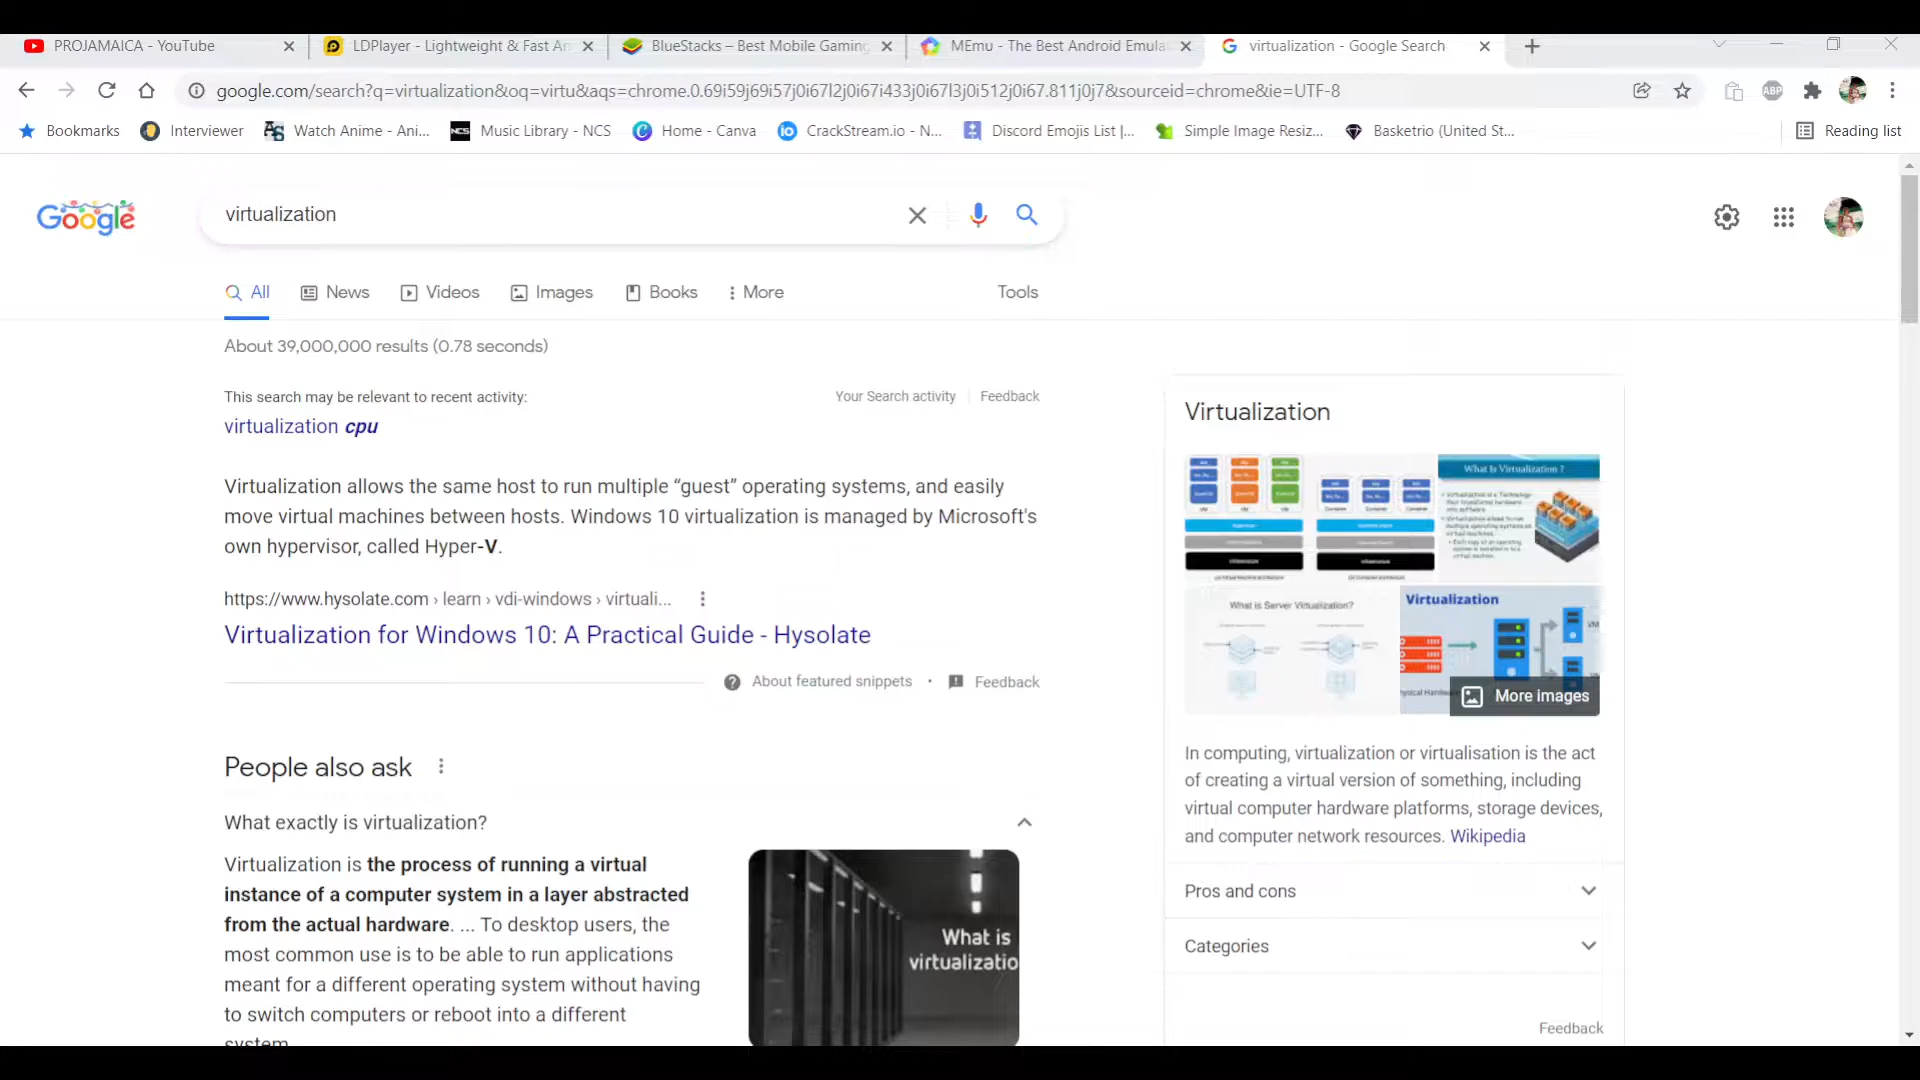 PROJAMAICA - YouTube
LDPlayer - Lightweight & Fast An
BlueStacks – Best Mobile Gaming
MEmu - The Best Android Emula
virtualization - Google Search
google.com/search?q=virtualization&oq=virtu&aqs=chrome.0.69i59j69i57j0i67l2j0i67i433j0i67l3j0i512j0i67.811j0j7&sourceid=chrome&ie=UTF-8
ABP
Bookmarks
Interviewer
Watch Anime - Ani...
NCS
Music Library - NCS
Home - Canva
CrackStream.io - N...
Discord Emojis List |...
Simple Image Resiz...
Basketrio (United St...
Reading list
Google
virtualization
All
News
Videos
Images
Books
More
Tools
About 39,000,000 results (0.78 seconds)
This search may be relevant to recent activity:
Your Search activity
Feedback
virtualization cpu
Virtualization allows the same host to run multiple “guest” operating systems, and easily
move virtual machines between hosts. Windows 10 virtualization is managed by Microsoft's
own hypervisor, called Hyper-V.
https://www.hysolate.com › learn › vdi-windows › virtuali...
Virtualization for Windows 10: A Practical Guide - Hysolate
About featured snippets
Feedback
People also ask
What exactly is virtualization?
Virtualization is the process of running a virtual
instance of a computer system in a layer abstracted
from the actual hardware. ... To desktop users, the
most common use is to be able to run applications
meant for a different operating system without having
to switch computers or reboot into a different
system.
What is
virtualizatio
Virtualization
What Is Virtualization ?
What is Server Virtualization?
Virtualization
VM
More images
In computing, virtualization or virtualisation is the act
of creating a virtual version of something, including
virtual computer hardware platforms, storage devices,
and computer network resources. Wikipedia
Pros and cons
Categories
Feedback